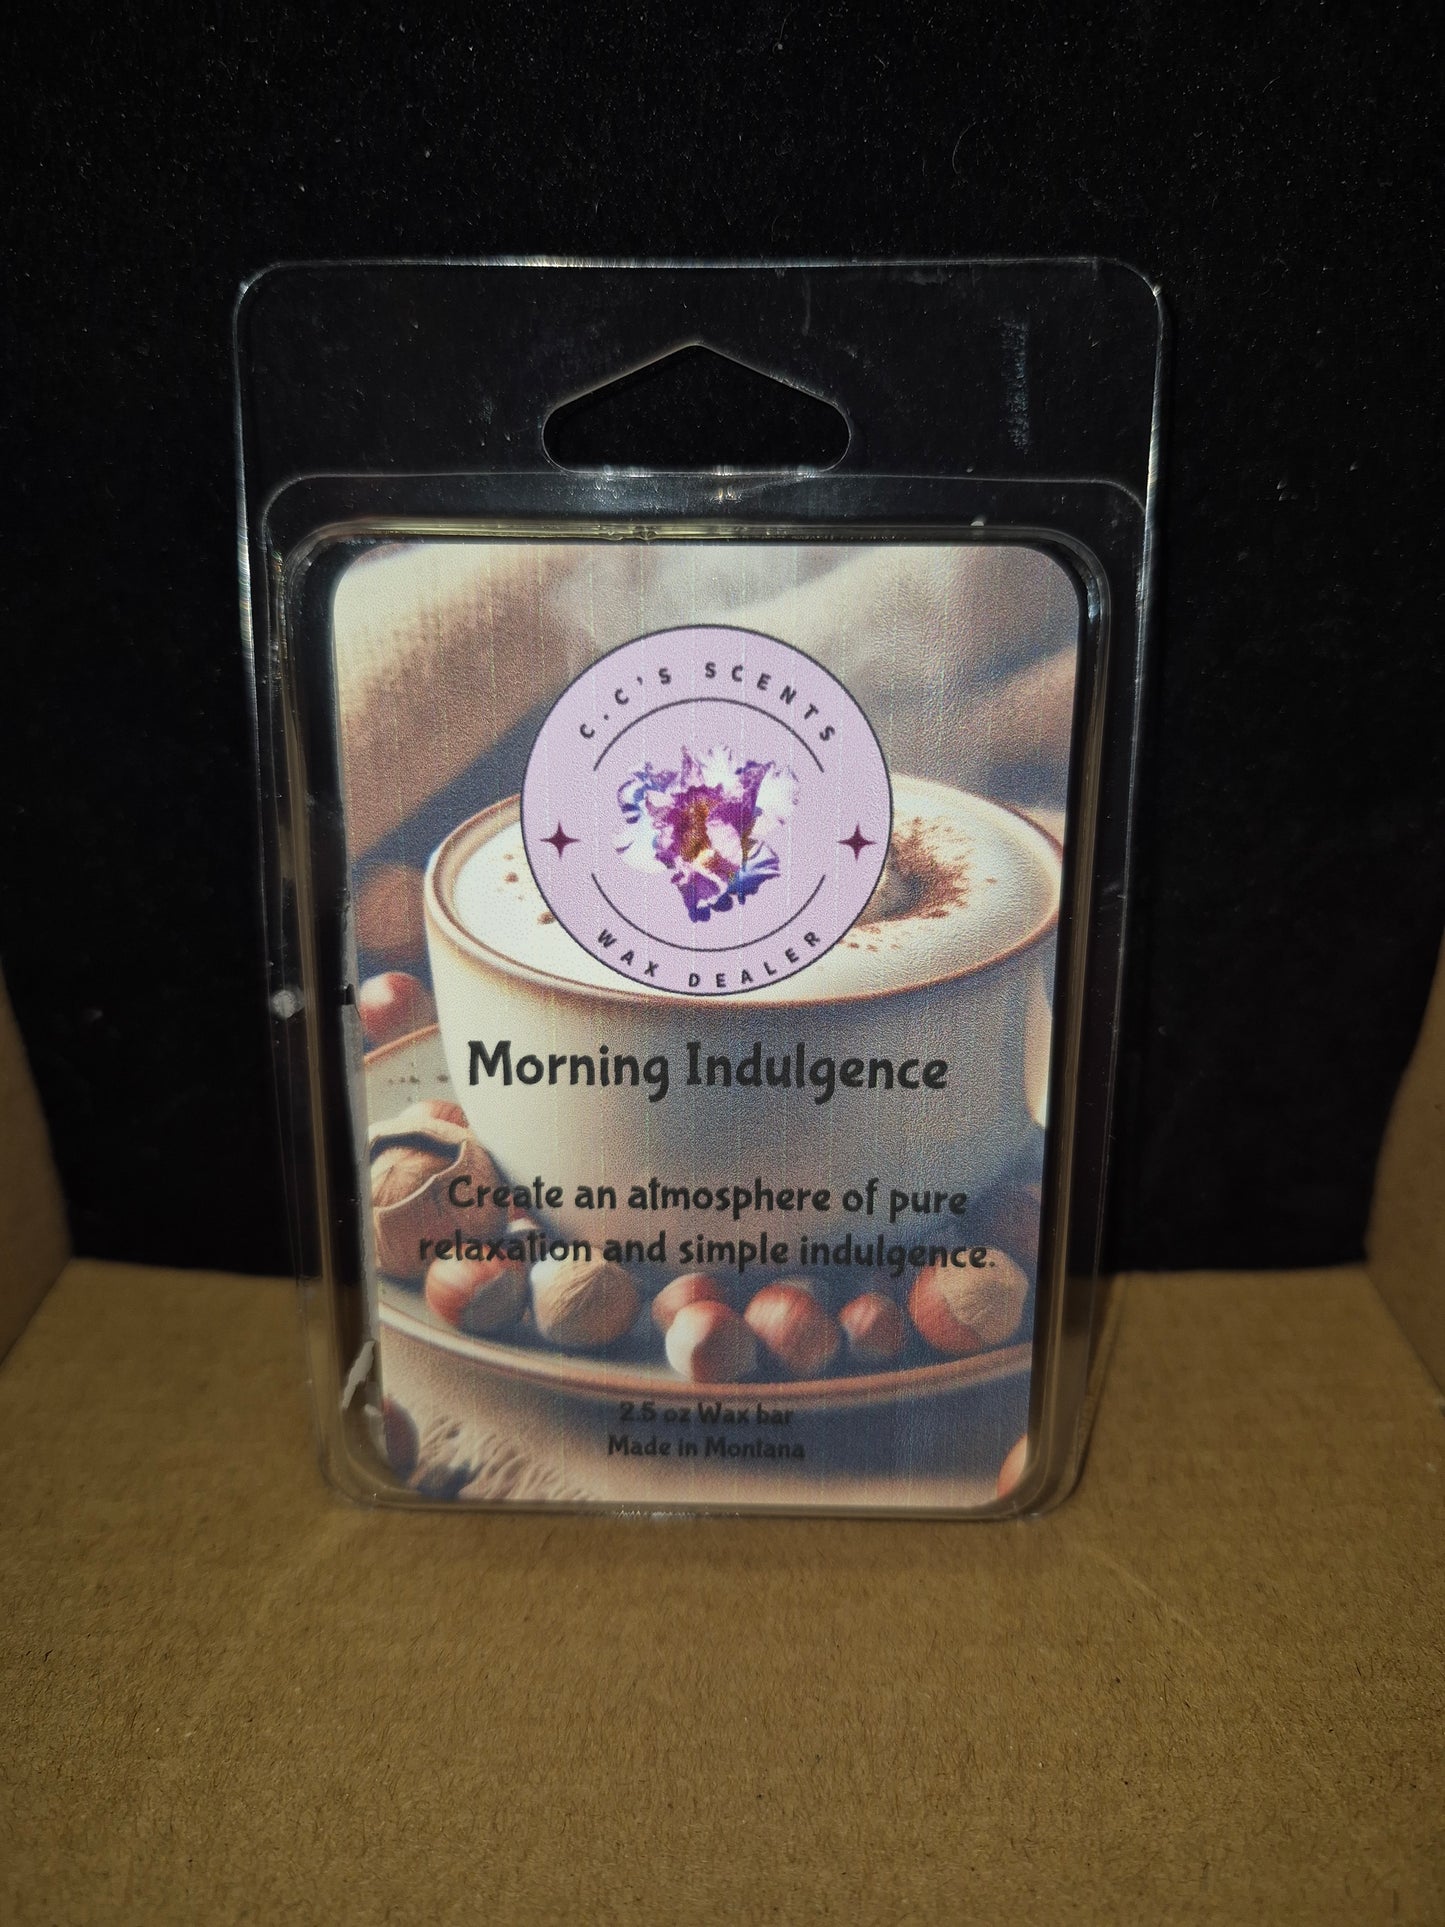 C.C'S SCENTS
WAX DEALER
Morning Indulgence
Create an atmosphere of pure
relaxation and simple indulgence.
2.5 oz Wax bar
Made in Montana